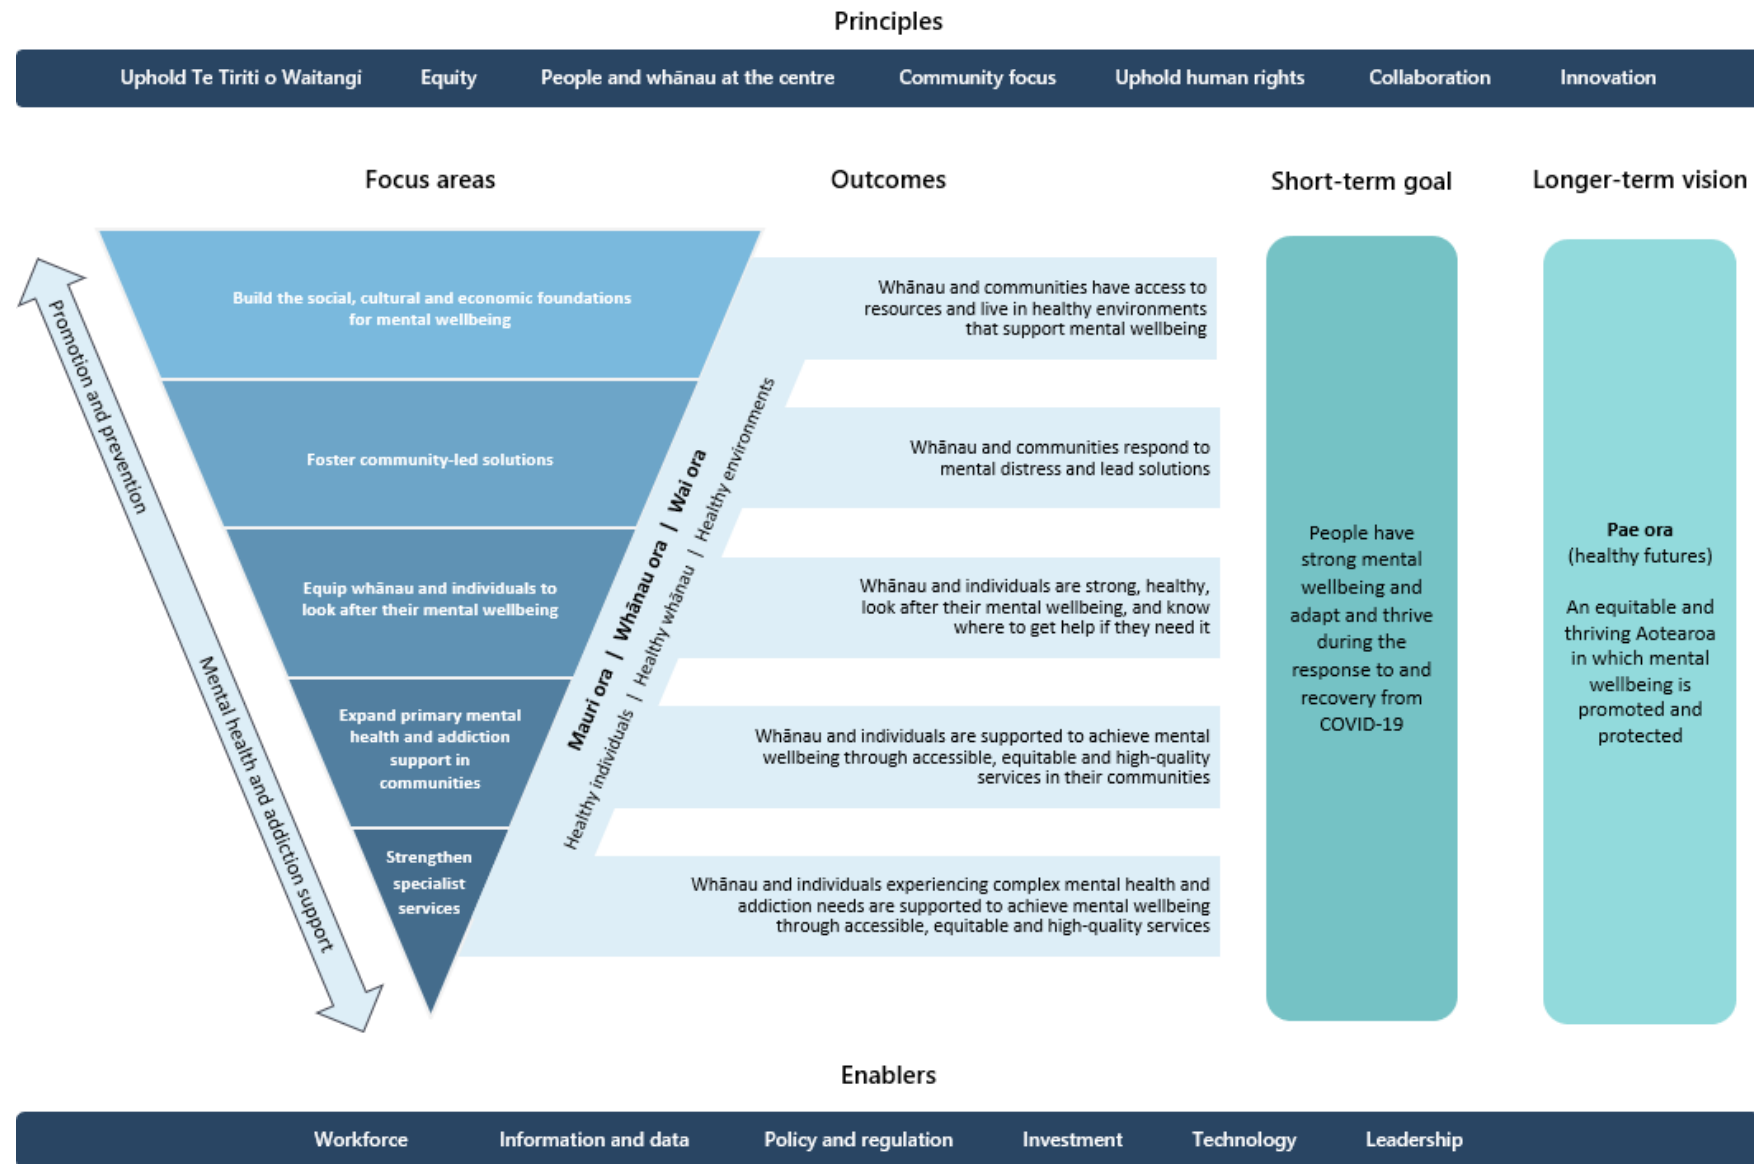 Principles
Uphold Te Tiriti o Waitangi Equity People and whānau at the centre Community focus Uphold human rights Collaboration Innovation
Focus areas
Outcomes
Short-term goal
Longer-term vision
Promotion and prevention
Mental health and addiction support
Build the social, cultural and economic foundations
for mental wellbeing
Foster community-led solutions
Equip whānau and individuals to
look after their mental wellbeing
Expand primary mental
health and addiction
support in
communities
Strengthen
specialist
services
Mauri ora | Whānau ora | Wai ora
Healthy individuals | Healthy whānau | Healthy environments
Whānau and communities have access to
resources and live in healthy environments
that support mental wellbeing
Whānau and communities respond to
mental distress and lead solutions
Whānau and individuals are strong, healthy,
look after their mental wellbeing, and know
where to get help if they need it
Whānau and individuals are supported to achieve mental
wellbeing through accessible, equitable and high-quality
services in their communities
Whānau and individuals experiencing complex mental health and
addiction needs are supported to achieve mental wellbeing
through accessible, equitable and high-quality services
People have
strong mental
wellbeing and
adapt and thrive
during the
response to and
recovery from
COVID-19
Pae ora
(healthy futures)
An equitable and
thriving Aotearoa
in which mental
wellbeing is
promoted and
protected
Enablers
Workforce Information and data Policy and regulation Investment Technology Leadership